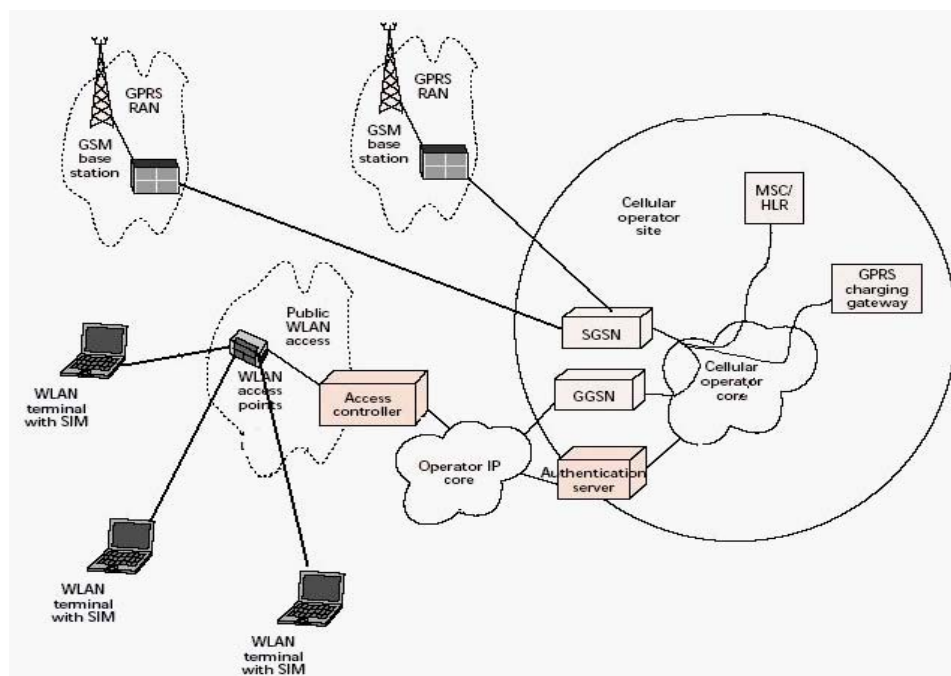 GPRS
RAN
GSM
base
station
GPRS
RAN
GSM
base
station
Cellular
operator
site
MSC/
HLR
GPRS
charging
gateway
SGSN
Public
WLAN
access
WLAN
access
points
WLAN
terminal
with SIM
Access
controller
GGSN
Cellular
operator
core
Operator IP
core
Authentication
server
WLAN
terminal
with SIM
WLAN
terminal
with SIM